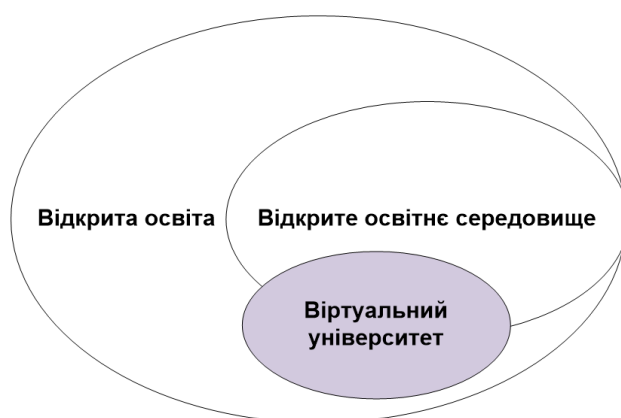 Відкрита освіта
Відкрите освітнє середовище
Віртуальний
університет